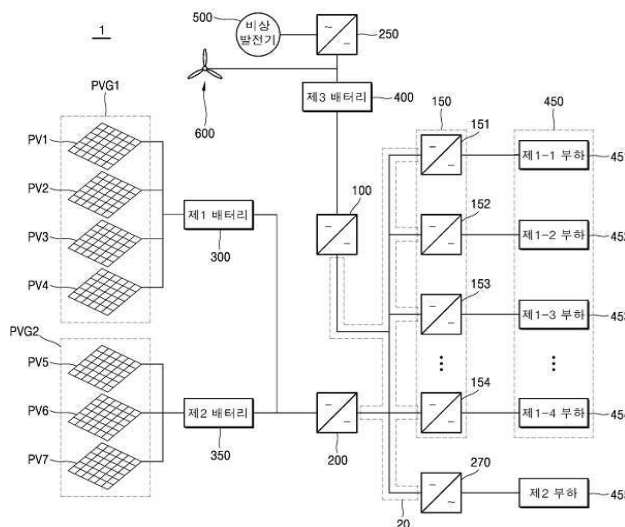 1
500
비상
발전기
~
-
250
600
제3 배터리
400
PVG1
PV1
PV2
PV3
PV4
제1 배터리
300
100
-
-
150
151
-
-
450
제1-1 부하
152
-
-
제1-2 부하
153
-
-
제1-3 부하
154
-
-
제1-4 부하
PVG2
PV5
PV6
PV7
제2 배터리
350
-
-
200
270
-
~
제2 부하
20